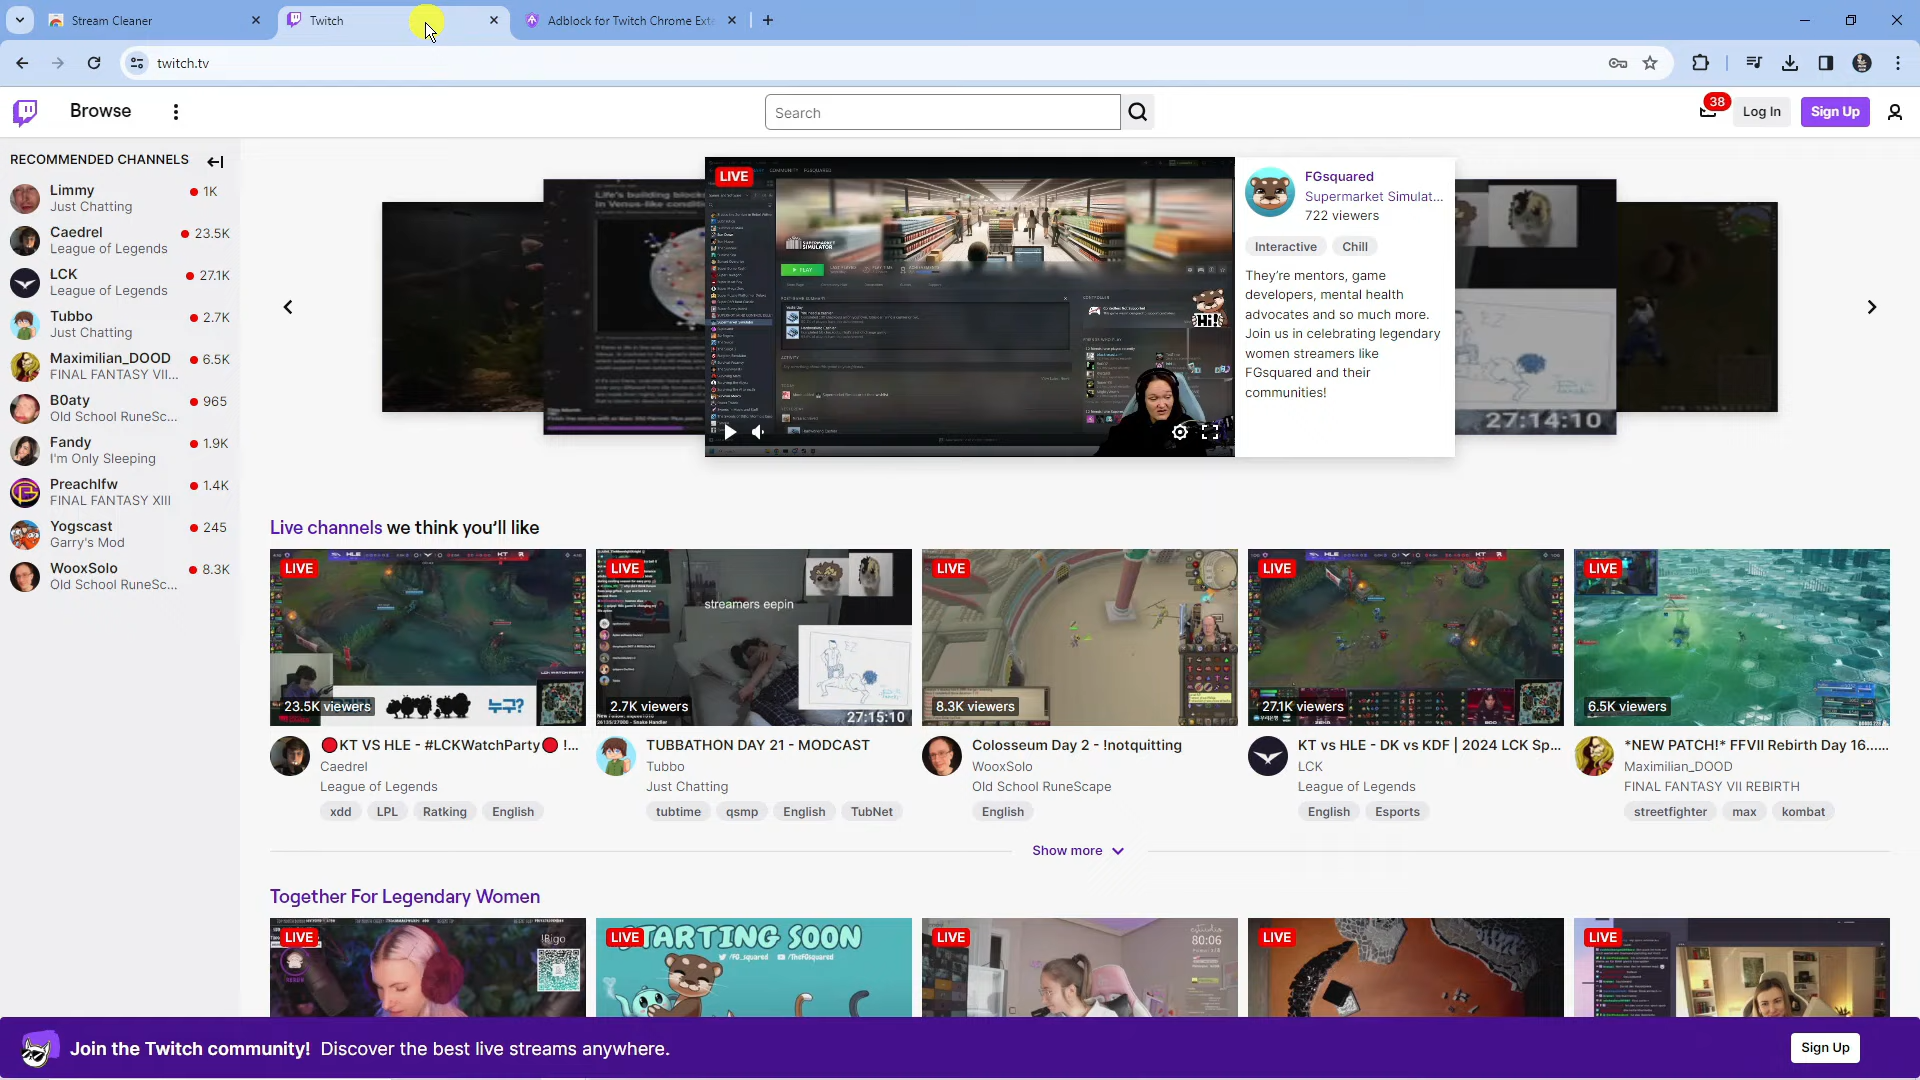 Stream Cleaner
Twitch
Adblock for Twitch Chrome Exte
twitch.tv
Browse
Search
38
Log In
Sign Up
RECOMMENDED CHANNELS
Limmy
1K
Just Chatting
Caedrel
23.5K
League of Legends
LCK
27.1K
League of Legends
Tubbo
2.7K
Just Chatting
Maximilian_DOOD
6.5K
FINAL FANTASY VII...
B0aty
965
Old School RuneSc...
Fandy
1.9K
I'm Only Sleeping
Preachlfw
1.4K
FINAL FANTASY XIII
Yogscast
245
Garry's Mod
WooxSolo
8.3K
Old School RuneSc...
LIVE
SUPERMARKET
SIMULATOR
PLAY
HI!
FGsquared
Supermarket Simulat...
722 viewers
Interactive
Chill
They're mentors, game
developers, mental health
advocates and so much more.
Join us in celebrating legendary
women streamers like
FGsquared and their
communities!
27:14:10
Live channels we think you'll like
LIVE
23.5K viewers
누구?
LIVE
streamers eepin
2.7K viewers
27:15:10
LIVE
8.3K viewers
LIVE
27.1K viewers
LIVE
6.5K viewers
🔴KT VS HLE - #LCKWatchParty🔴 !...
Caedrel
League of Legends
xdd
LPL
Ratking
English
TUBBATHON DAY 21 - MODCAST
Tubbo
Just Chatting
tubtime
qsmp
English
TubNet
Colosseum Day 2 - !notquitting
WooxSolo
Old School RuneScape
English
KT vs HLE - DK vs KDF | 2024 LCK Sp...
LCK
League of Legends
English
Esports
*NEW PATCH!* FFVII Rebirth Day 16......
Maximilian_DOOD
FINAL FANTASY VII REBIRTH
streetfighter
max
kombat
Show more
Together For Legendary Women
LIVE
!Bigo
LIVE
STARTING SOON
FG_squared
/TheFGsquared
LIVE
80:06
LIVE
LIVE
Join the Twitch community! Discover the best live streams anywhere.
Sign Up